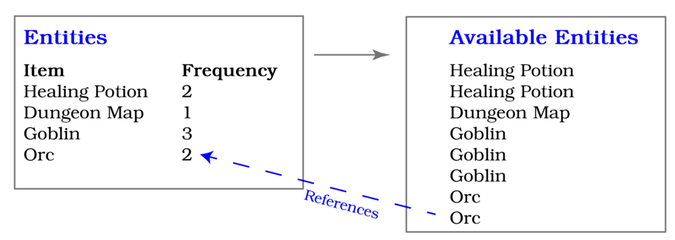 Entities
Item Frequency
Healing Potion 2
Dungeon Map 1
Goblin 3
Orc 2
References
Available Entities
Healing Potion
Healing Potion
Dungeon Map
Goblin
Goblin
Goblin
Orc
Orc